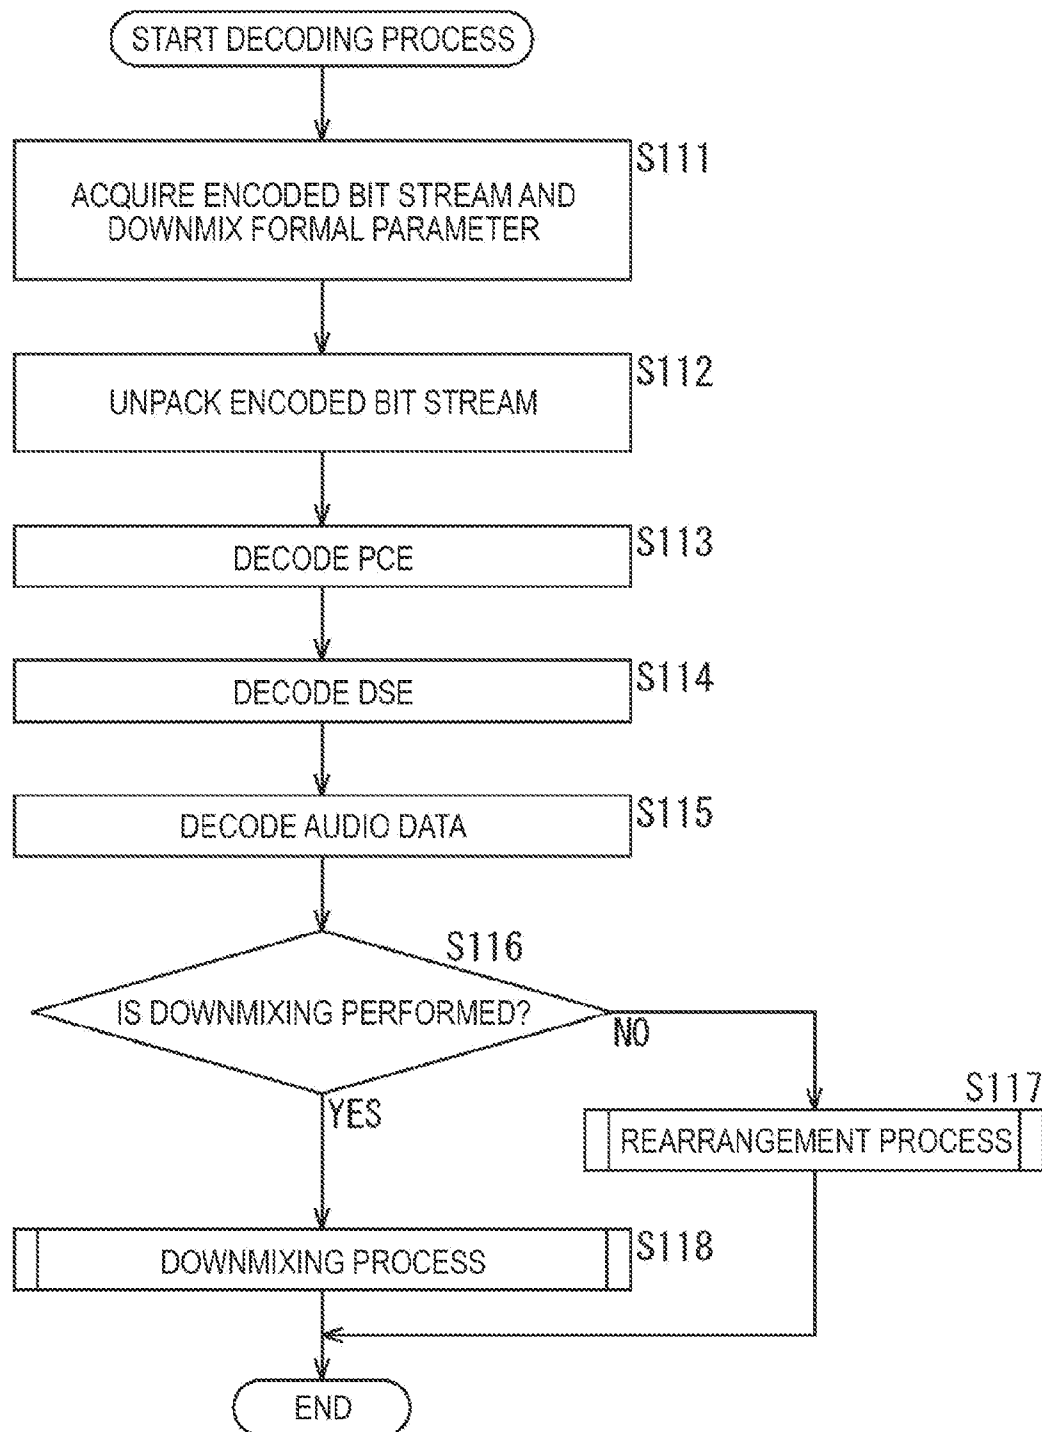 START DECODING PROCESS
S111
ACQUIRE ENCODED BIT STREAM AND
DOWNMIX FORMAL PARAMETER
S112
UNPACK ENCODED BIT STREAM
S113
DECODE PCE
S114
DECODE DSE
S115
DECODE AUDIO DATA
S116
IS DOWNMIXING PERFORMED?
NO
YES
S117
REARRANGEMENT PROCESS
S118
DOWNMIXING PROCESS
END